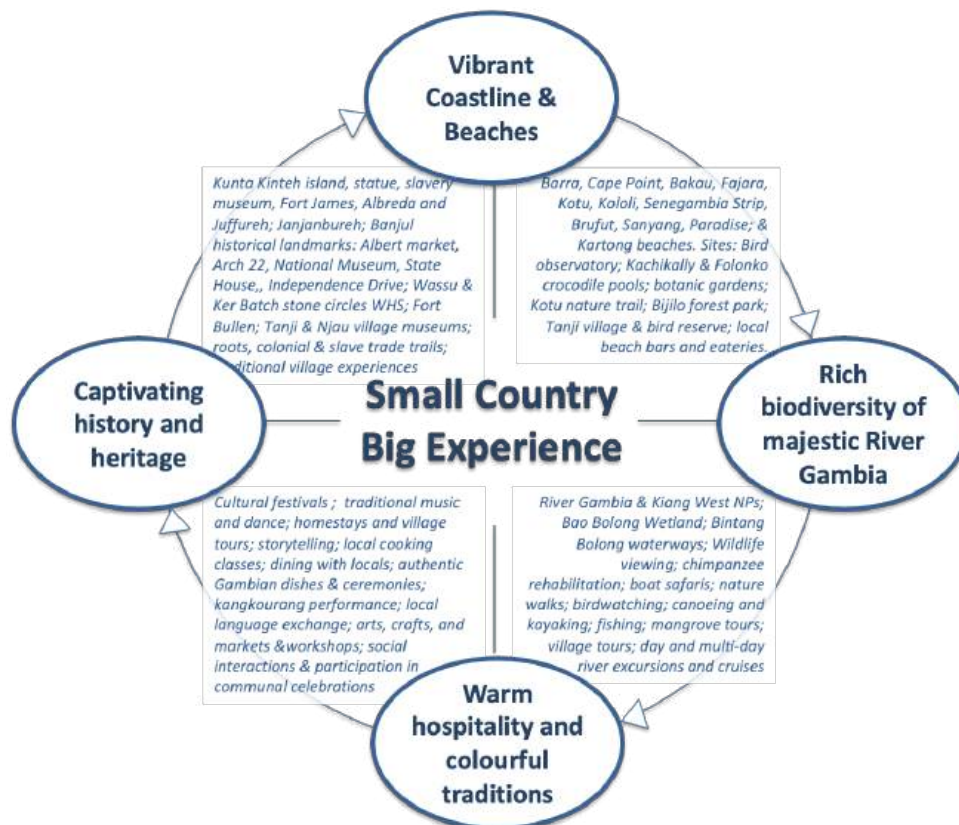 Vibrant
Coastline &
Beaches
Kunta Kinteh island, statue, slavery
museum, Fort James, Albreda and
Juffureh; Janjanbureh; Banjul
historical landmarks: Albert market,
Arch 22, National Museum, State
House,, Independence Drive; Wassu &
Ker Batch stone circles WHS; Fort
Bullen; Tanji & Njau village museums;
roots, colonial & slave trade trails;
traditional village experiences
Barra, Cape Point, Bakau, Fajara,
Kotu, Kololi, Senegambia Strip,
Brufut, Sanyang, Paradise; &
Kartong beaches. Sites: Bird
observatory; Kachikally & Folonko
crocodile pools; botanic gardens;
Kotu nature trail; Bijilo forest park;
Tanji village & bird reserve; local
beach bars and eateries.
Captivating
history and
heritage
Small Country
Big Experience
Rich
biodiversity of
majestic River
Gambia
Cultural festivals ; traditional music
and dance; homestays and village
tours; storytelling; local cooking
classes; dining with locals; authentic
Gambian dishes & ceremonies;
kangkourang performance; local
language exchange; arts, crafts, and
markets &workshops; social
interactions & participation in
communal celebrations
River Gambia & Kiang West NPs;
Bao Bolong Wetland; Bintang
Bolong waterways; Wildlife
viewing; chimpanzee
rehabilitation; boat safaris; nature
walks; birdwatching; canoeing and
kayaking; fishing; mangrove tours;
village tours; day and multi-day
river excursions and cruises
Warm
hospitality and
colourful
traditions